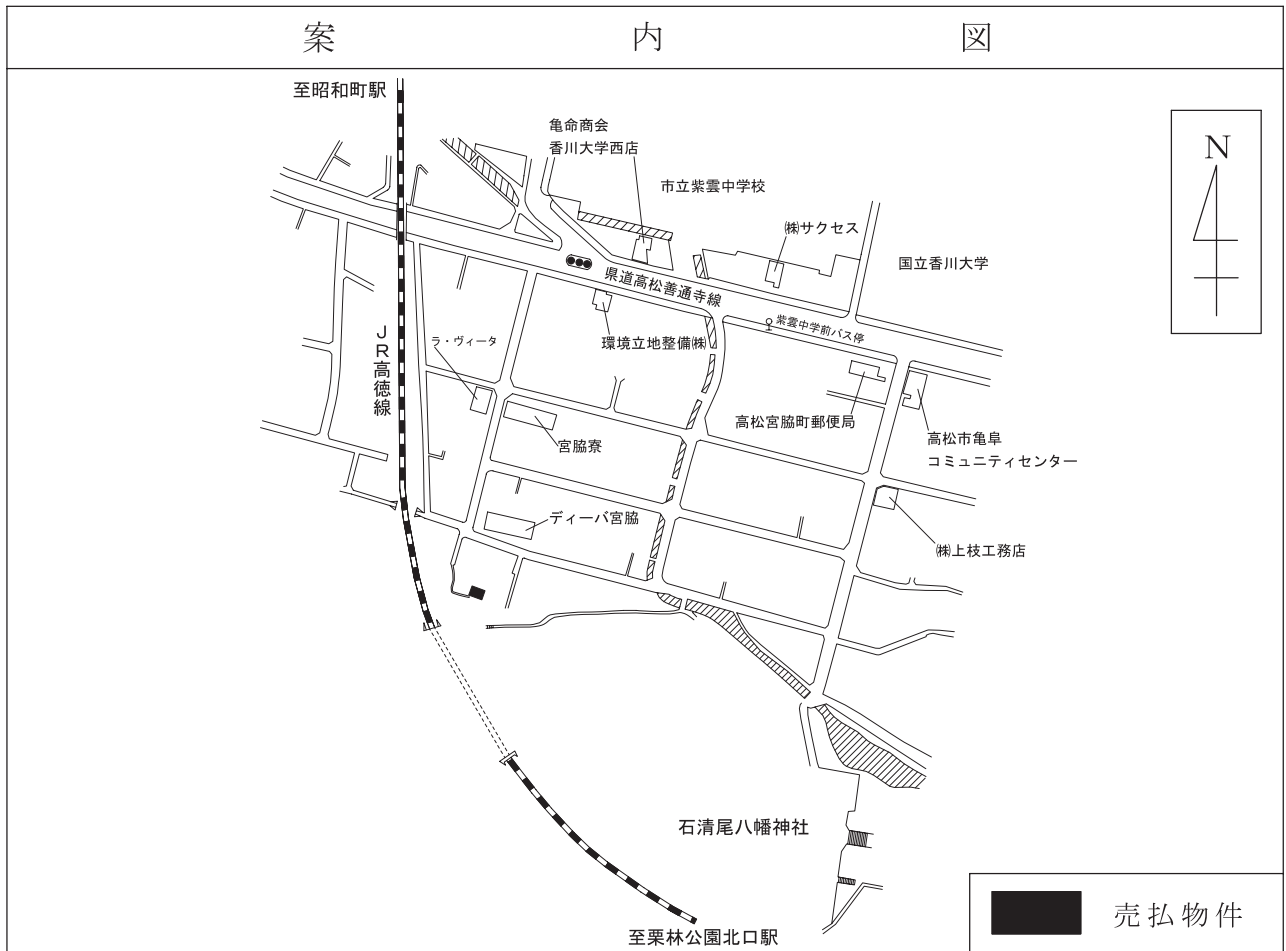 案内図
至昭和町駅
亀命商会
香川大学西店
市立紫雲中学校
㈱サクセス
国立香川大学
N
県道高松善通寺線
紫雲中学前バス停
JR高徳線
ラ・ヴィータ
環境立地整備㈱
高松宮脇町郵便局
高松市亀阜
コミュニティセンター
宮脇寮
ディーバ宮脇
㈱上枝工務店
石清尾八幡神社
至栗林公園北口駅
売払物件